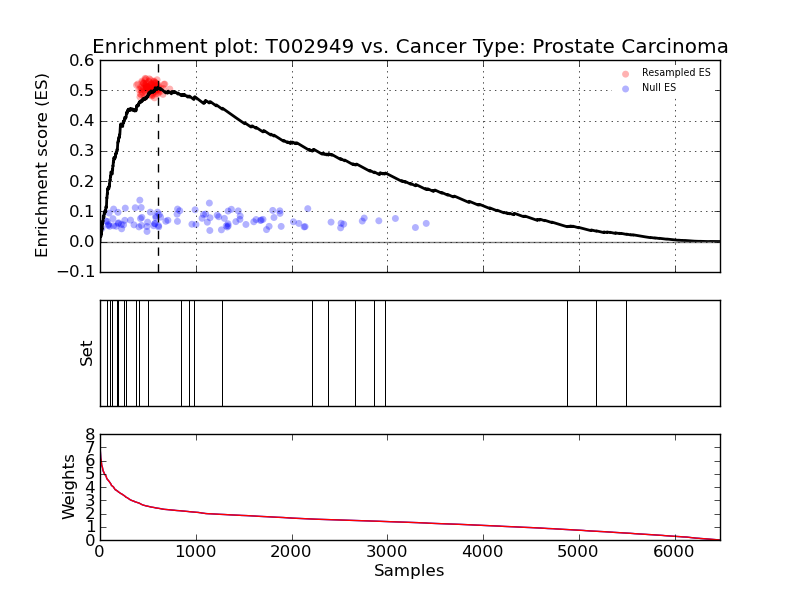 Enrichment plot: T002949 vs. Cancer Type: Prostate Carcinoma
Enrichment score (ES)
0.6
0.5
0.4
0.3
0.2
0.1
0.0
−0.1
Resampled ES
Null ES
Set
Weights
8
7
6
5
4
3
2
1
0
0 1000 2000 3000 4000 5000 6000
Samples